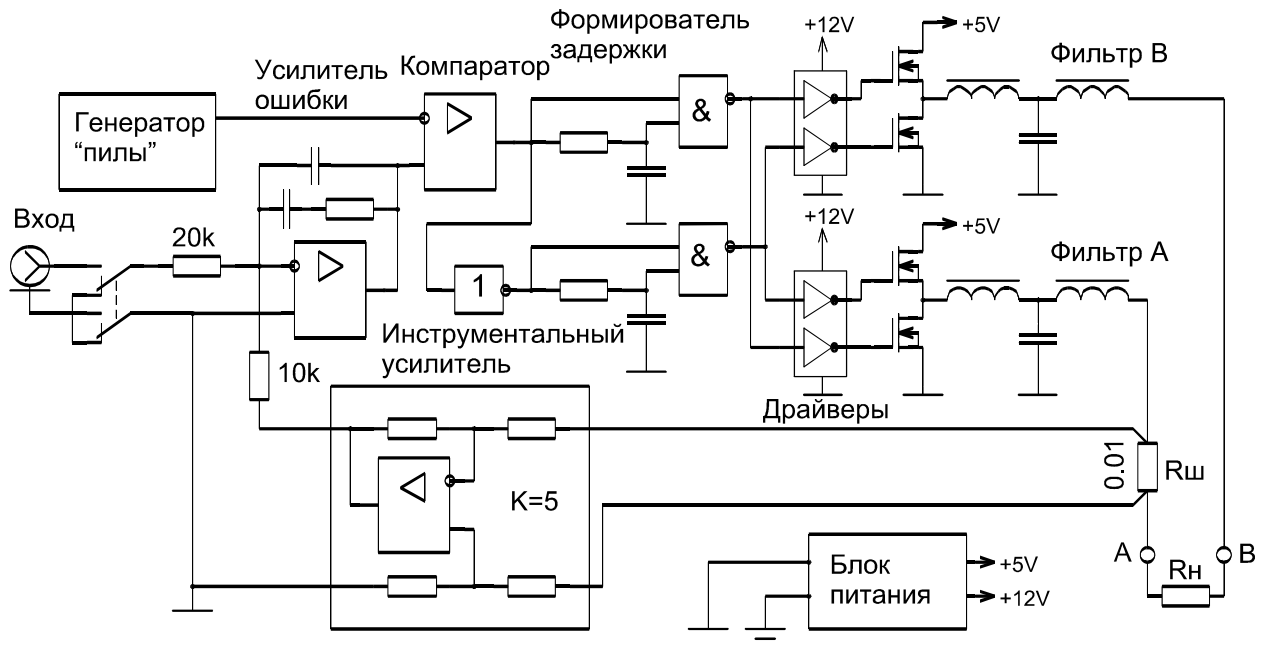 Формирователь
задержки
+12V
+5V
Фильтр B
Усилитель
ошибки
Компаратор
Генератор
“пилы”
&
Вход
20k
+12V
+5V
Фильтр A
&
1
Инструментальный
усилитель
10k
Драйверы
K=5
0.01
Rш
A
B
Rн
Блок
питания
+5V
+12V